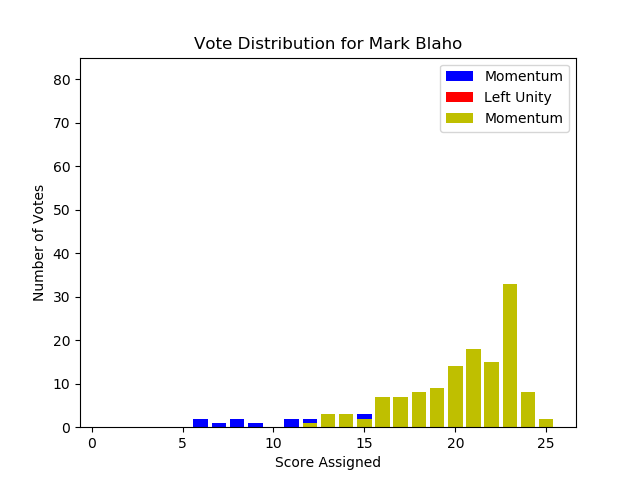 Vote Distribution for Mark Blaho
Momentum
Left Unity
Momentum
80
70
60
50
40
30
20
10
0
Number of Votes
0 5 10 15 20 25
Score Assigned